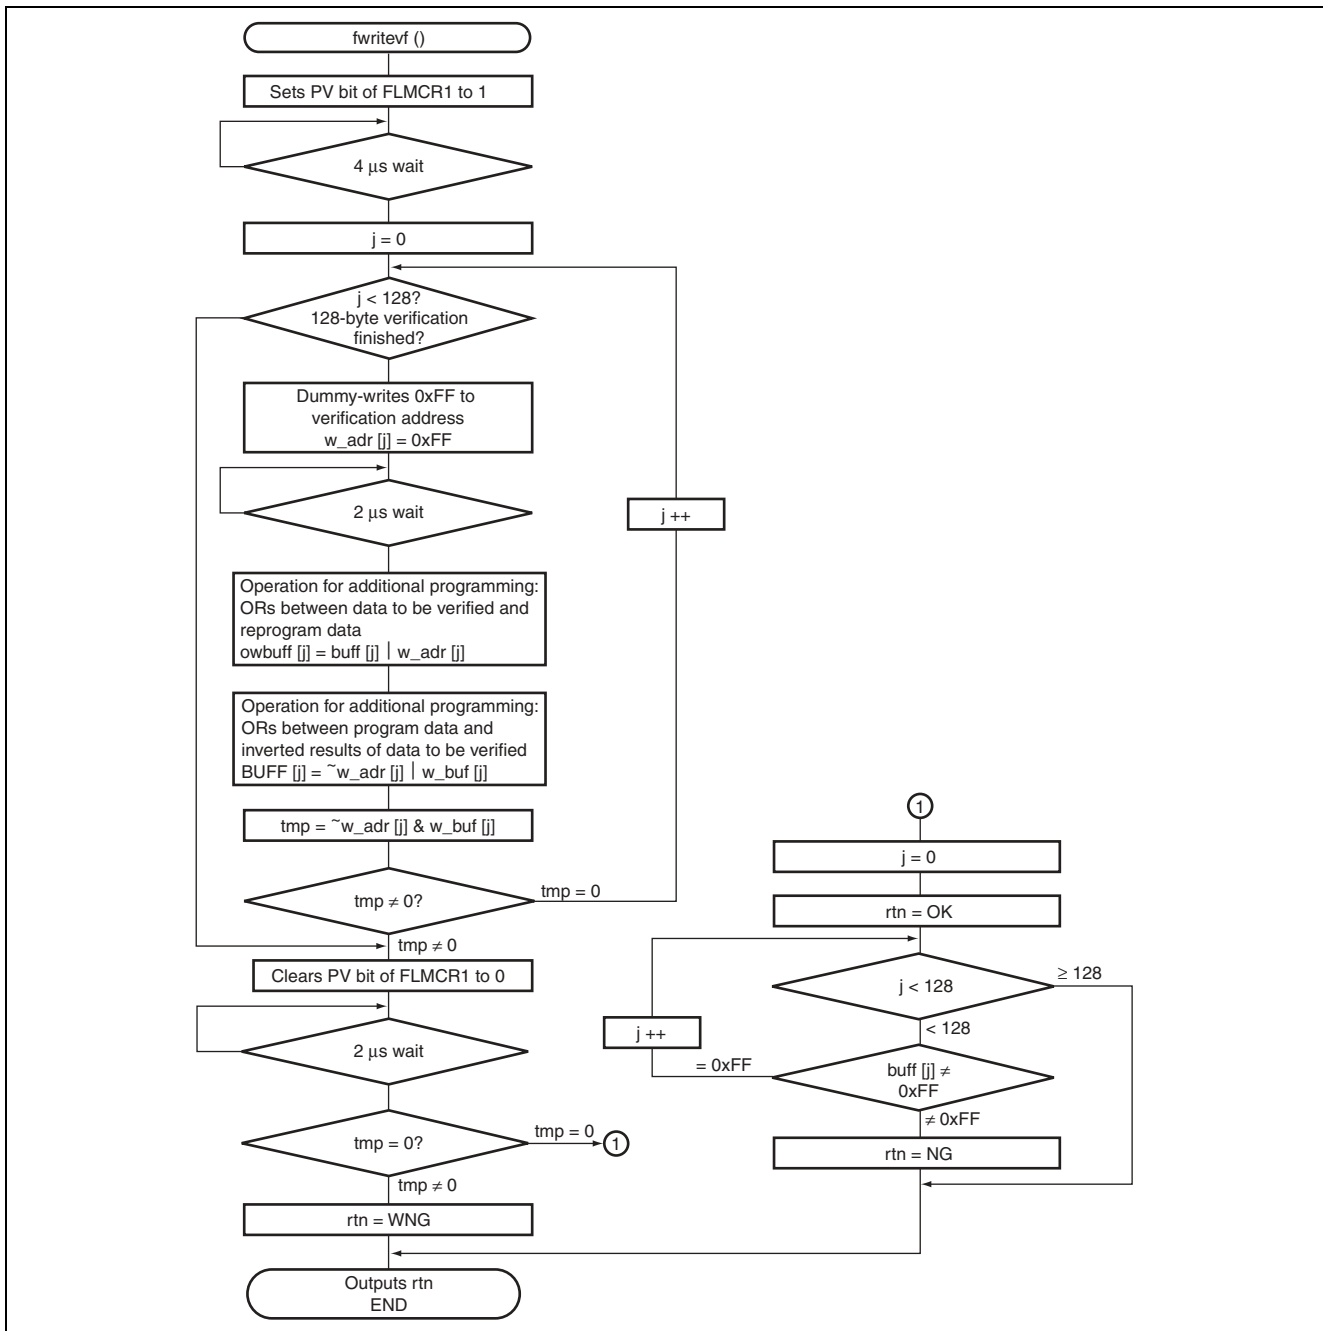 fwritevf ()
Sets PV bit of FLMCR1 to 1
4 μs wait
j = 0
j < 128?
128-byte verification
finished?
Dummy-writes 0xFF to
verification address
w_adr [j] = 0xFF
2 μs wait
j ++
Operation for additional programming:
ORs between data to be verified and
reprogram data
owbuff [j] = buff [j] | w_adr [j]
Operation for additional programming:
ORs between program data and
inverted results of data to be verified
BUFF [j] = ~w_adr [j] | w_buf [j]
tmp = ~w_adr [j] & w_buf [j]
tmp ≠ 0?
tmp = 0
tmp ≠ 0
Clears PV bit of FLMCR1 to 0
2 μs wait
tmp = 0?
tmp = 0
1
tmp ≠ 0
rtn = WNG
Outputs rtn
END
1
j = 0
rtn = OK
j < 128
≥ 128
< 128
j ++
= 0xFF
buff [j] ≠
0xFF
≠ 0xFF
rtn = NG